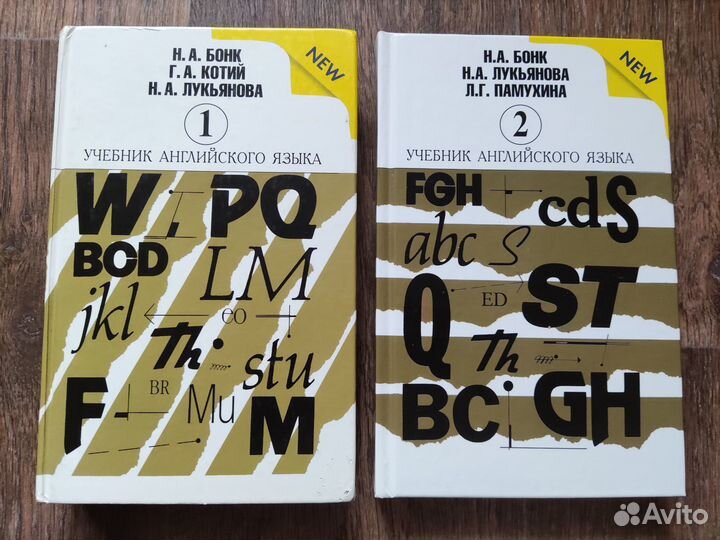 Н. А. БОНК
Г. А. КОТИЙ
Н. А. ЛУКЬЯНОВА
NEW
1
УЧЕБНИК АНГЛИЙСКОГО ЯЗЫКА
W PQ
BCD
LM
jkl
eo
Th
stu
BR
F Mu M
Н.А. БОНК
Н.А. ЛУКЬЯНОВА
Л.Г. ПАМУХИНА
NEW
2
УЧЕБНИК АНГЛИЙСКОГО ЯЗЫКА
FGH cdS
abc S
Q ED ST
Th
BC GH
Avito